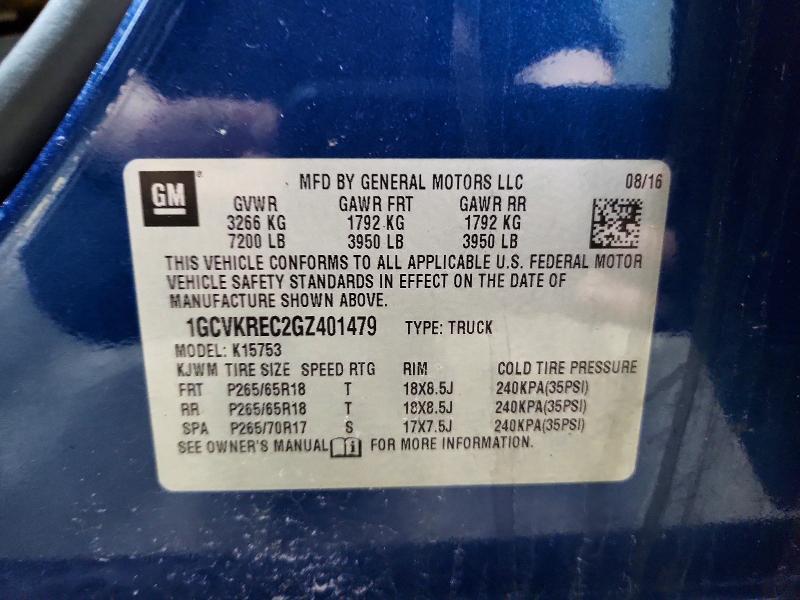 GM
MFD BY GENERAL MOTORS LLC 08/16
GVWR GAWR FRT GAWR RR
3266 KG 1792 KG 1792 KG
7200 LB 3950 LB 3950 LB
THIS VEHICLE CONFORMS TO ALL APPLICABLE U.S. FEDERAL MOTOR
VEHICLE SAFETY STANDARDS IN EFFECT ON THE DATE OF
MANUFACTURE SHOWN ABOVE.
1GCVKREC2GZ401479 TYPE: TRUCK
MODEL: K15753
KJWM TIRE SIZE SPEED RTG RIM COLD TIRE PRESSURE
FRT P265/65R18 T 18X8.5J 240KPA(35PSI)
RR P265/65R18 T 18X8.5J 240KPA(35PSI)
SPA P265/70R17 S 17X7.5J 240KPA(35PSI)
SEE OWNER'S MANUAL i FOR MORE INFORMATION.